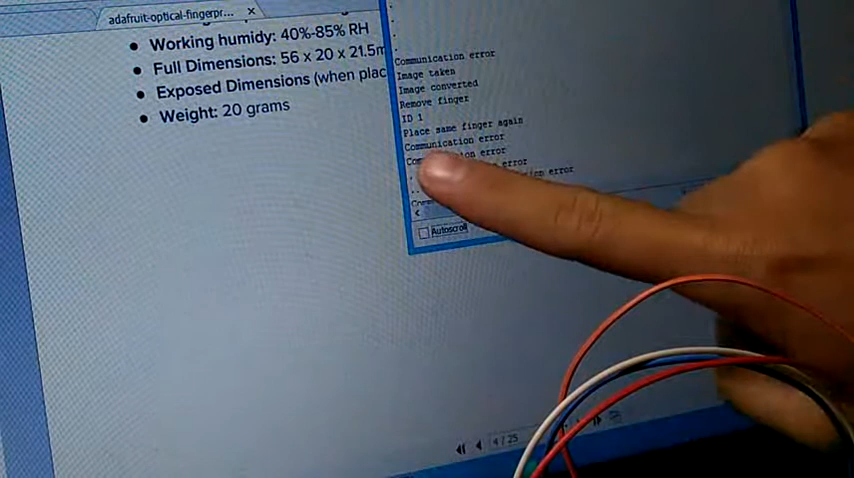 adafruit-optical-fingerpr...
Working humidy: 40%-85% RH
Full Dimensions: 56 x 20 x 21.5m
Exposed Dimensions (when plac
Weight: 20 grams
Communication error
Image taken
Image converted
Remove finger
ID 1
Place same finger again
Communication error
error
error
error
Autoscroll
4 / 25